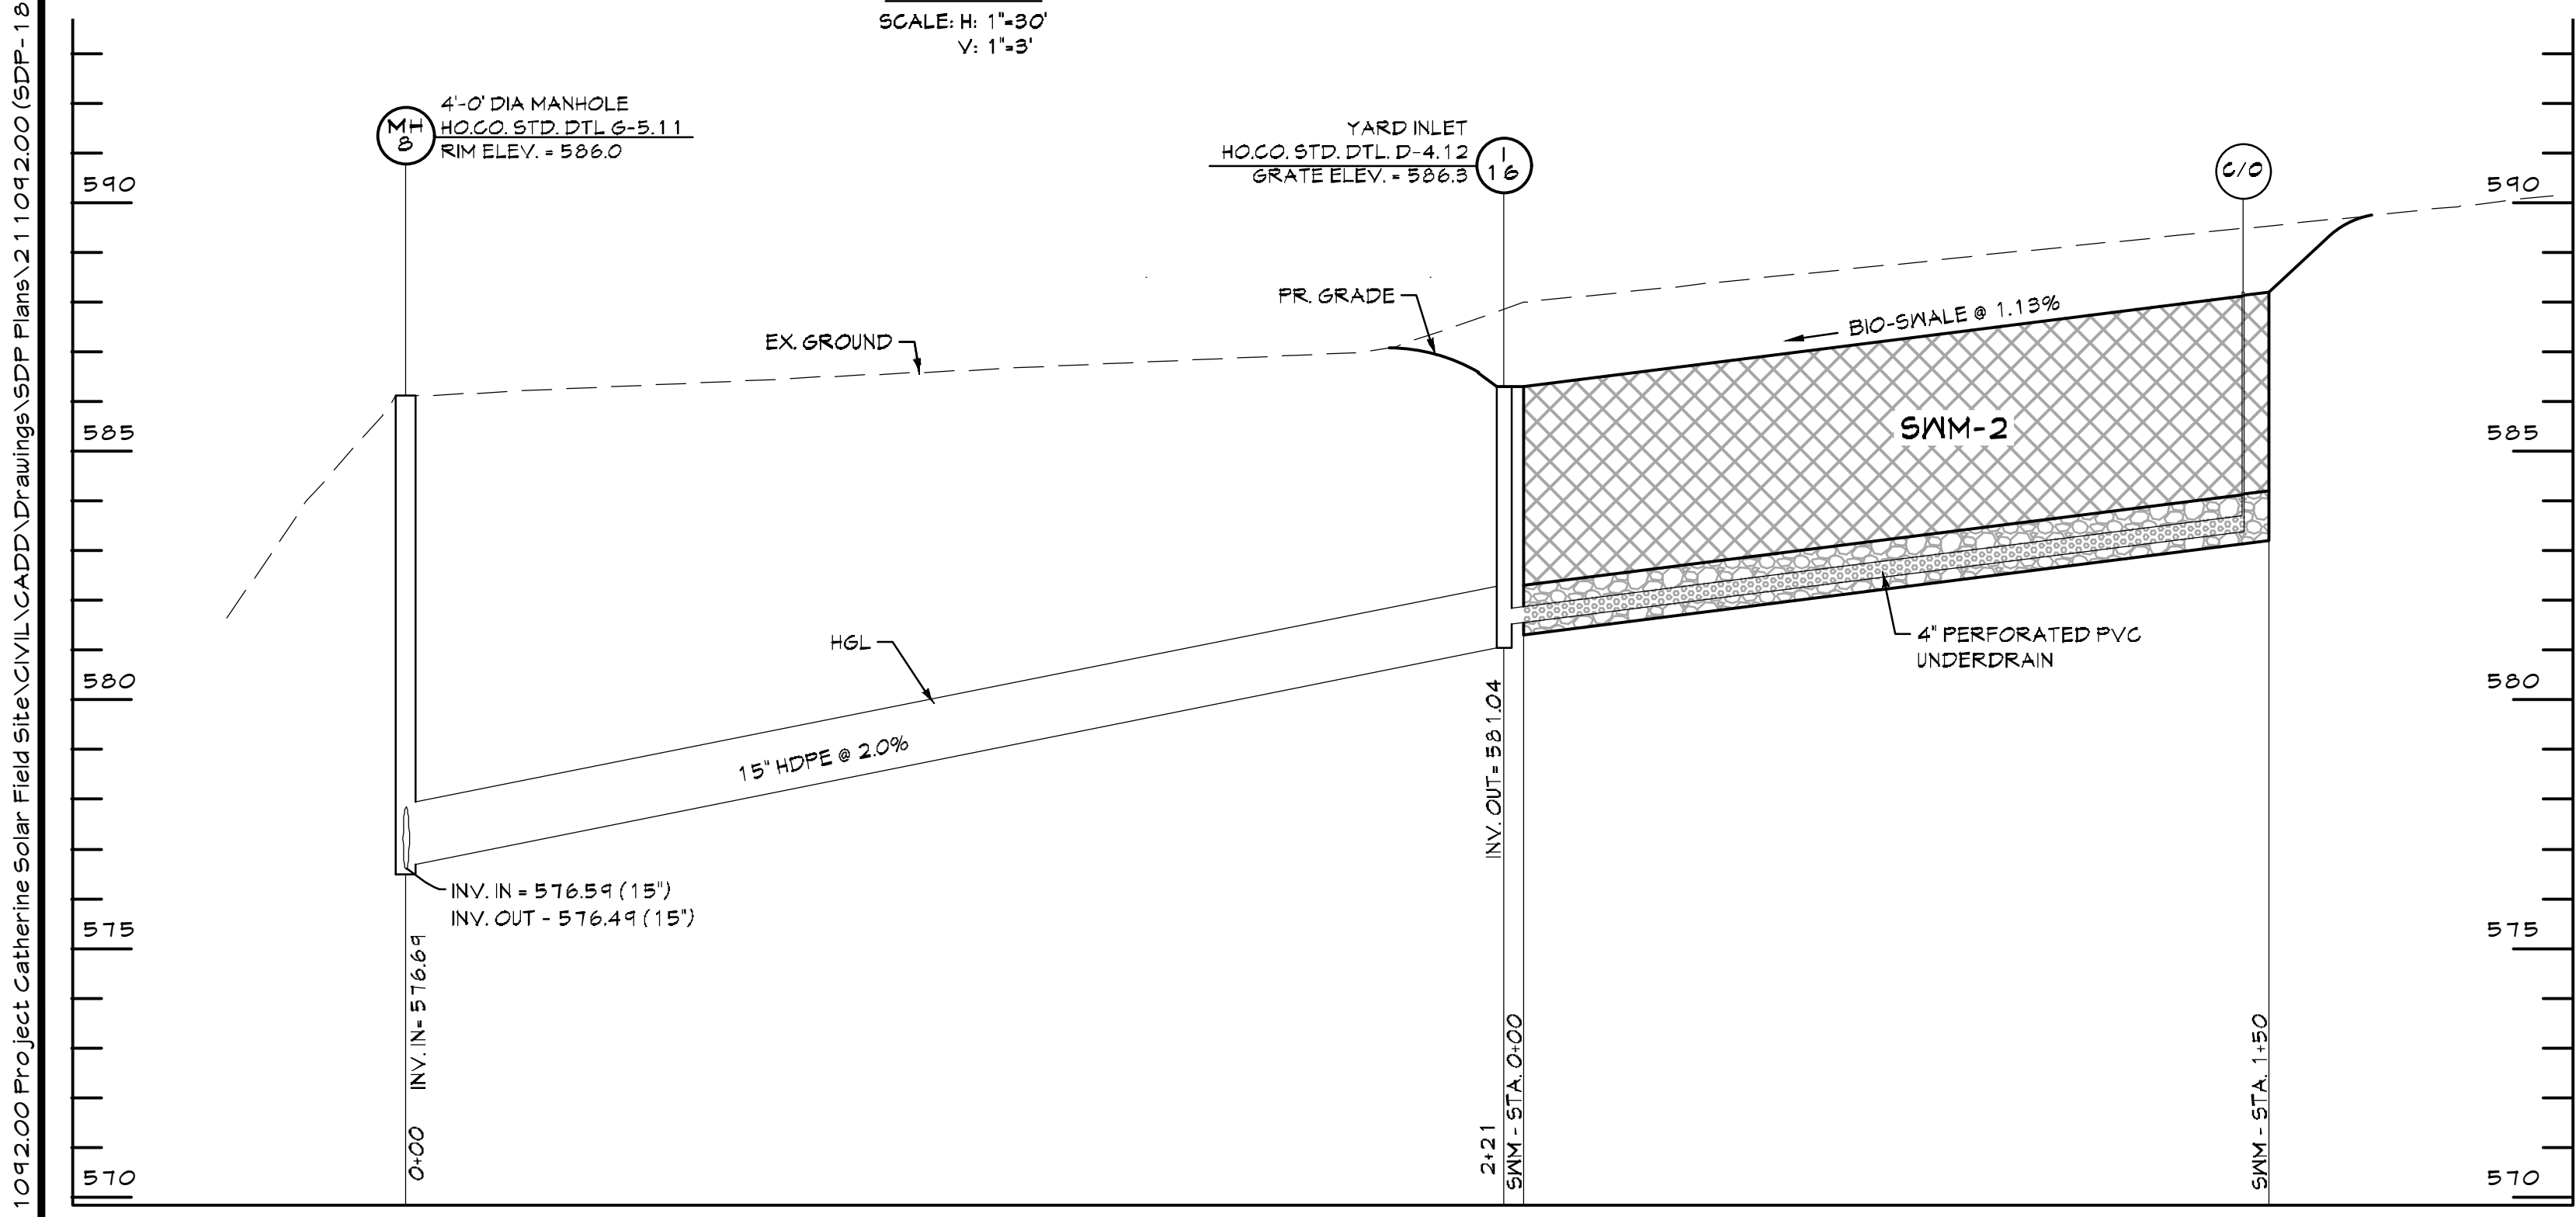 SCALE: H: 1"=30'
V: 1"=3'
1092.00 Project Catherine Solar Field Site\CIVIL\CADD\Drawings\SDP Plans\21109200 (SDP-18
4'-0" DIA MANHOLE
MH
8
HO.CO. STD. DTL G-5.11
RIM ELEV. = 586.0
YARD INLET
HO.CO. STD. DTL. D-4.12
I
16
GRATE ELEV. = 586.3
C/O
590
590
PR. GRADE
BIO-SWALE @ 1.13%
EX. GROUND
585
SWM-2
585
HGL
4" PERFORATED PVC
UNDERDRAIN
580
580
15" HDPE @ 2.0%
INV. OUT= 581.04
INV. IN = 576.59 (15")
INV. OUT - 576.49 (15")
575
575
INV. IN= 576.69
0+00
2+21
SWM - STA. 0+00
SWM - STA. 1+50
570
570